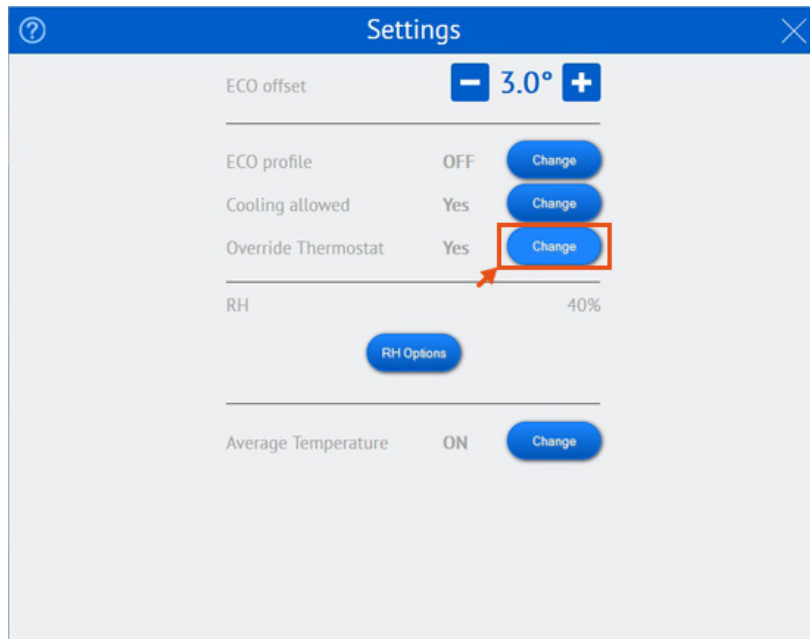 Settings
ECO offset 3.0°
ECO profile OFF Change
Cooling allowed Yes Change
Override Thermostat Yes Change
RH 40%
RH Options
Average Temperature ON Change